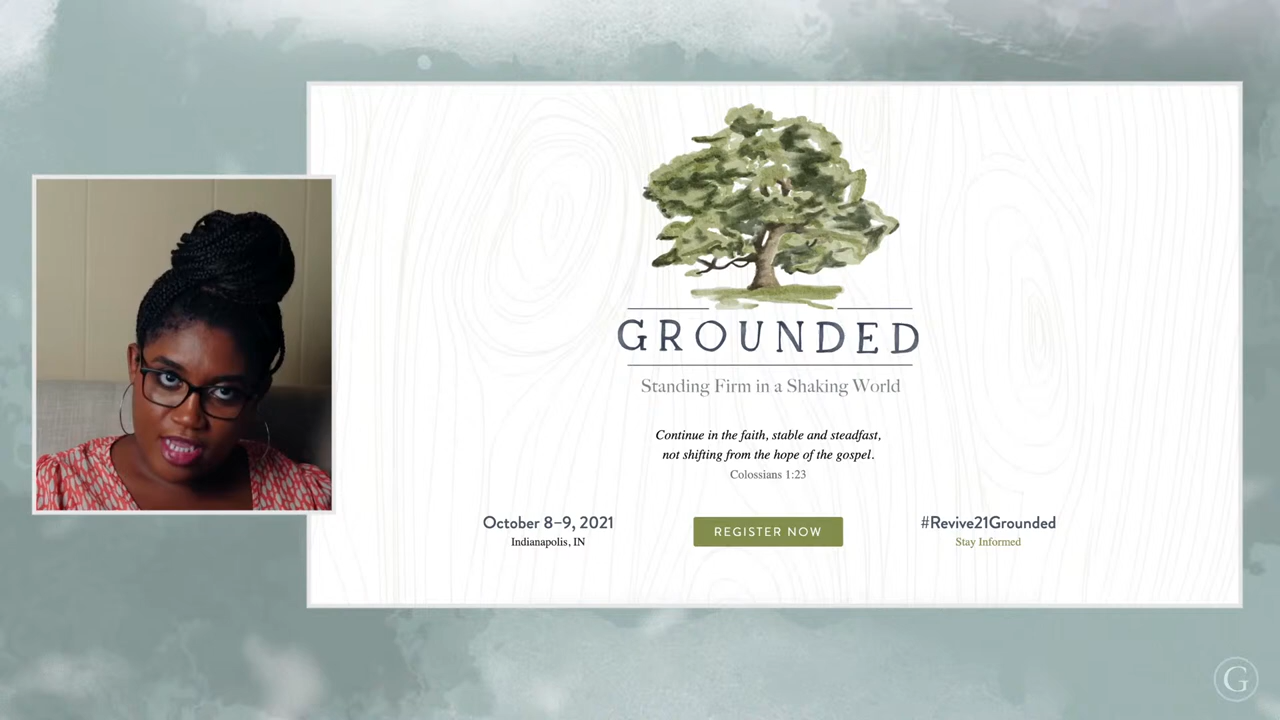 GROUNDED
Standing Firm in a Shaking World
Continue in the faith, stable and steadfast,
not shifting from the hope of the gospel.
Colossians 1:23
October 8–9, 2021
Indianapolis, IN
REGISTER NOW
#Revive21Grounded
Stay Informed
G